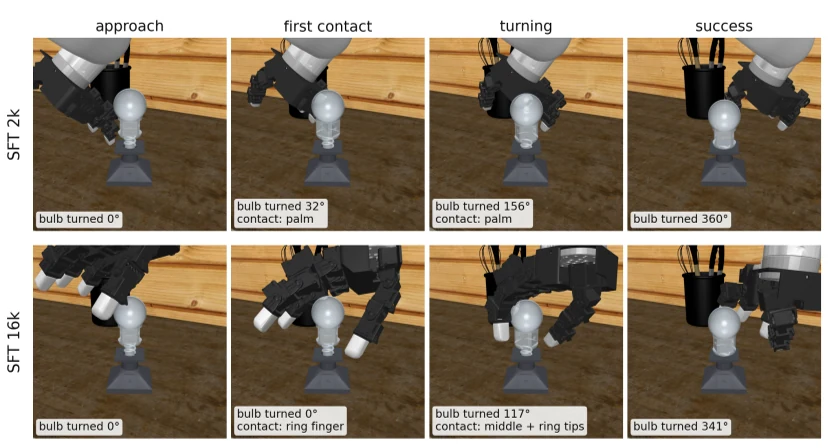 approach
first contact
turning
success
SFT 2k
bulb turned 0°
bulb turned 32°
contact: palm
bulb turned 156°
contact: palm
bulb turned 360°
SFT 16k
bulb turned 0°
bulb turned 0°
contact: ring finger
bulb turned 117°
contact: middle + ring tips
bulb turned 341°